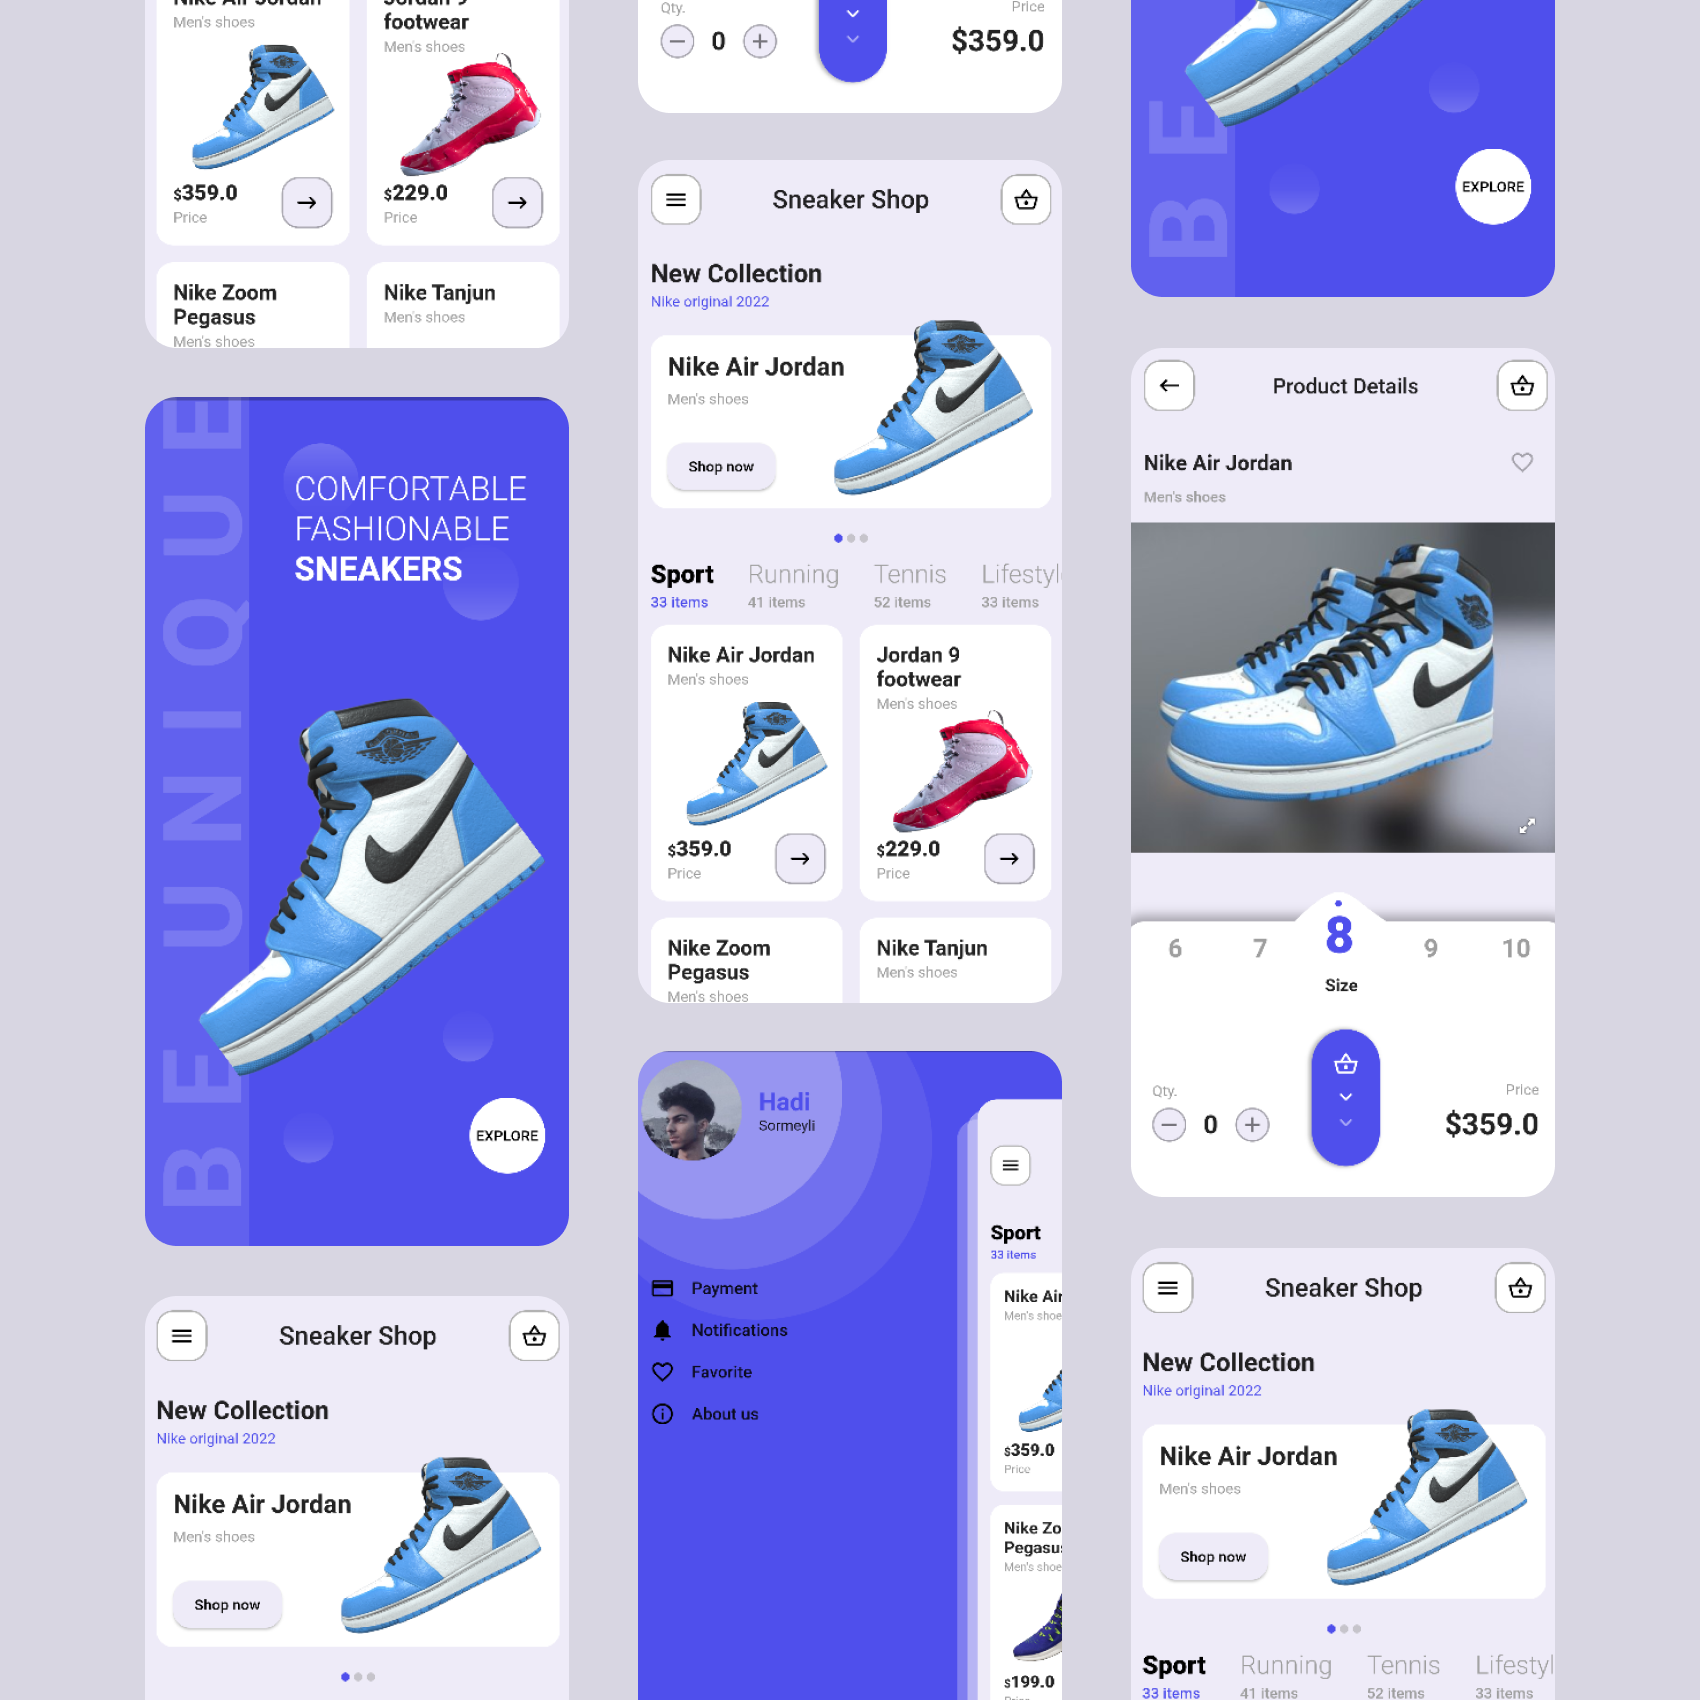 Nike Air Jordan
Men's shoes
$359.0
Price
Jordan 9
footwear
Men's shoes
$229.0
Price
Nike Zoom
Pegasus
Men's shoes
Nike Tanjun
Men's shoes
BE UNIQUE
COMFORTABLE
FASHIONABLE
SNEAKERS
EXPLORE
Sneaker Shop
New Collection
Nike original 2022
Nike Air Jordan
Men's shoes
Shop now
Qty.
0
Price
$359.0
Sneaker Shop
New Collection
Nike original 2022
Nike Air Jordan
Men's shoes
Shop now
Sport
Running
Tennis
Lifestyl
33 items
41 items
52 items
33 items
Nike Air Jordan
Men's shoes
$359.0
Price
Jordan 9
footwear
Men's shoes
$229.0
Price
Nike Zoom
Pegasus
Men's shoes
Nike Tanjun
Men's shoes
Hadi
Sormeyli
Payment
Notifications
Favorite
About us
Sport
33 items
Nike Air
Men's shoe
$359.0
Price
Nike Zo
Pegasu
Men's shoe
$199.0
Price
BE
EXPLORE
Product Details
Nike Air Jordan
Men's shoes
6
7
8
9
10
Size
Qty.
0
Price
$359.0
Sneaker Shop
New Collection
Nike original 2022
Nike Air Jordan
Men's shoes
Shop now
Sport
Running
Tennis
Lifestyl
33 items
41 items
52 items
33 items